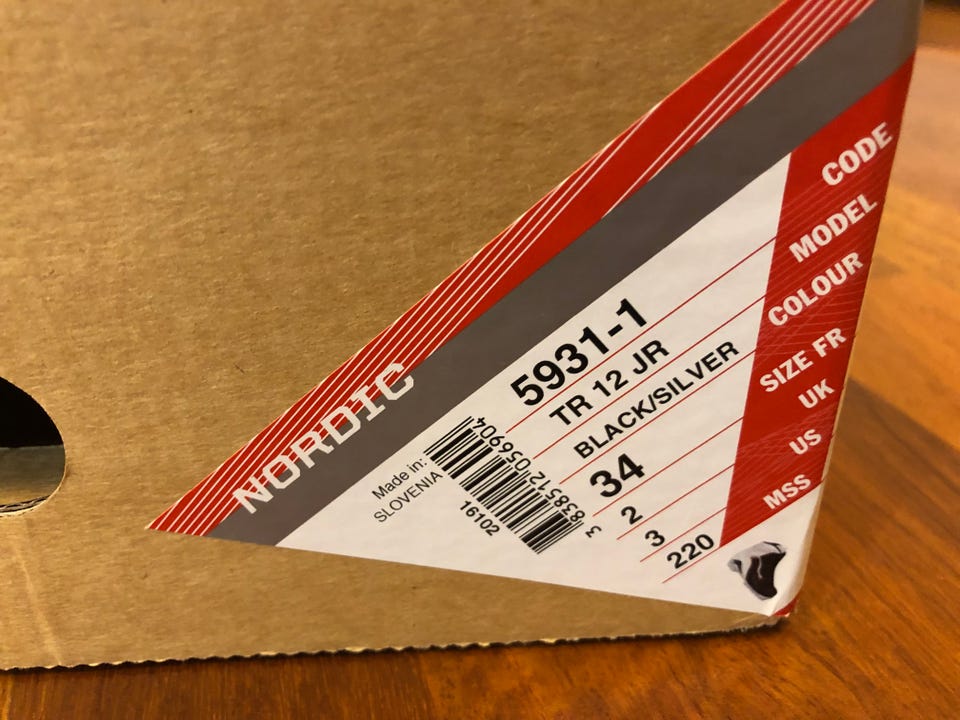 NORDIC
CODE 5931-1
MODEL TR 12 JR
COLOUR BLACK/SILVER
SIZE FR 34
UK 2
US 3
MSS 220
Made in:
SLOVENIA
3 838512 056904
16102